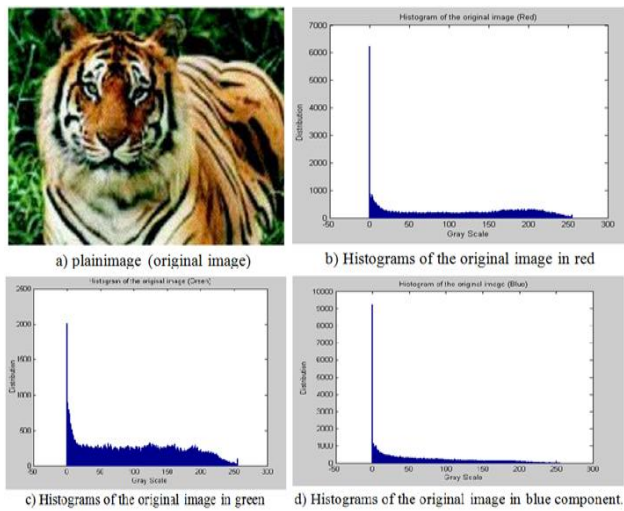 Histogram of the original image (Red)
7000
6000
5000
4000
3000
2000
1000
0
Distribution
-50 0 50 100 150 200 250 300
Gray Scale
a) plainimage (original image)
b) Histograms of the original image in red
Histogram of the original image (Green)
2500
2000
1500
1000
500
0
Distribution
-50 0 50 100 150 200 250 300
Gray Scale
c) Histograms of the original image in green
Histogram of the original image (Blue)
10000
9000
8000
7000
6000
5000
4000
3000
2000
1000
0
Distribution
-50 0 50 100 150 200 250 300
Gray Scale
d) Histograms of the original image in blue component.